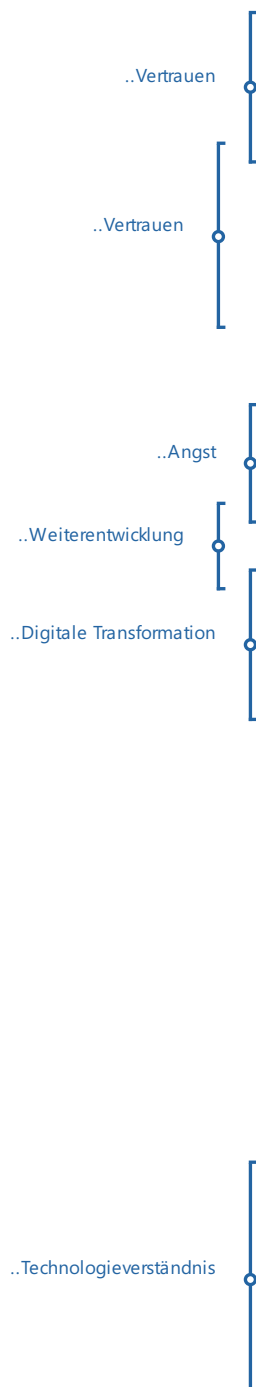 ..Vertrauen
..Vertrauen
..Angst
..Weiterentwicklung
..Digitale Transformation
..Technologieverständnis